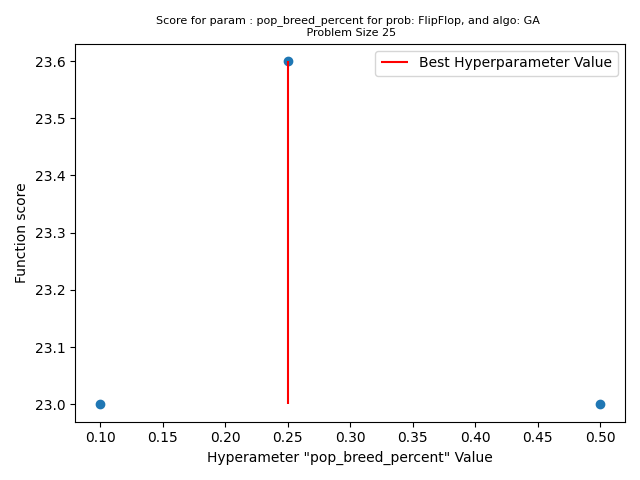 Score for param : pop_breed_percent for prob: FlipFlop, and algo: GA
Problem Size 25
Best Hyperparameter Value
Function score
23.6
23.5
23.4
23.3
23.2
23.1
23.0
0.10 0.15 0.20 0.25 0.30 0.35 0.40 0.45 0.50
Hyperameter "pop_breed_percent" Value